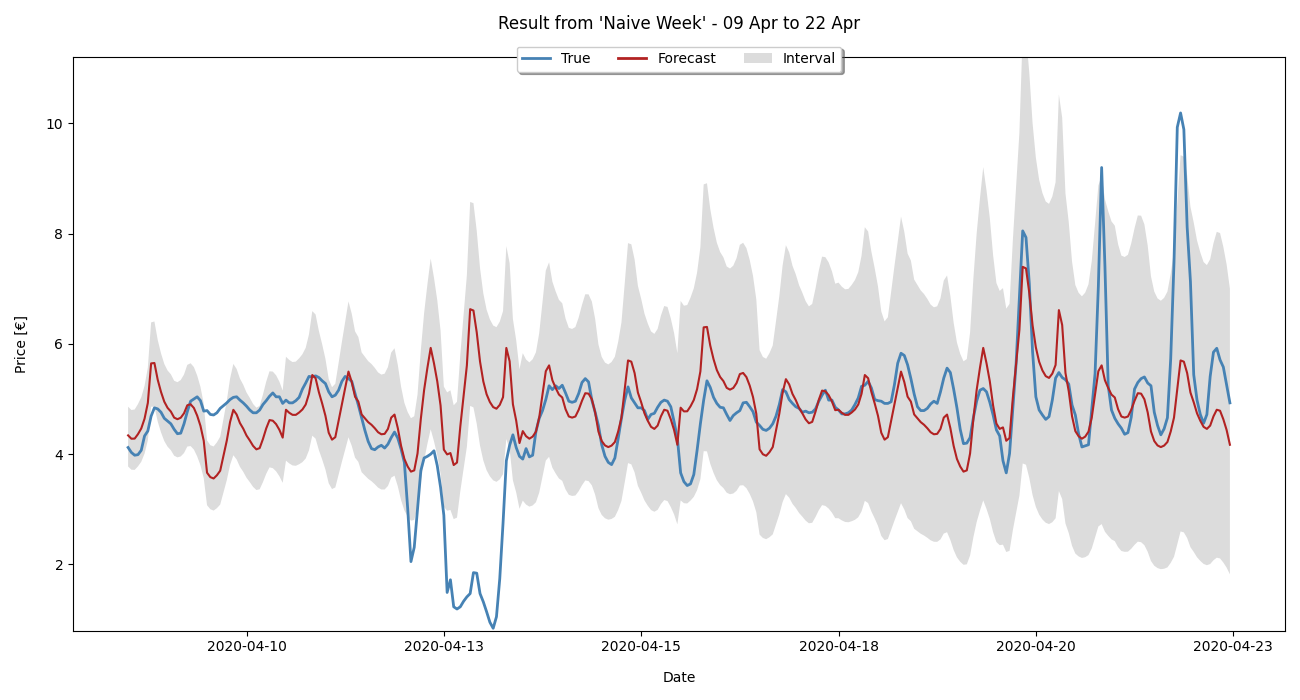 Result from 'Naive Week' - 09 Apr to 22 Apr
True Forecast Interval
Price [€]
10
8
6
4
2
2020-04-10 2020-04-13 2020-04-15 2020-04-18 2020-04-20 2020-04-23
Date